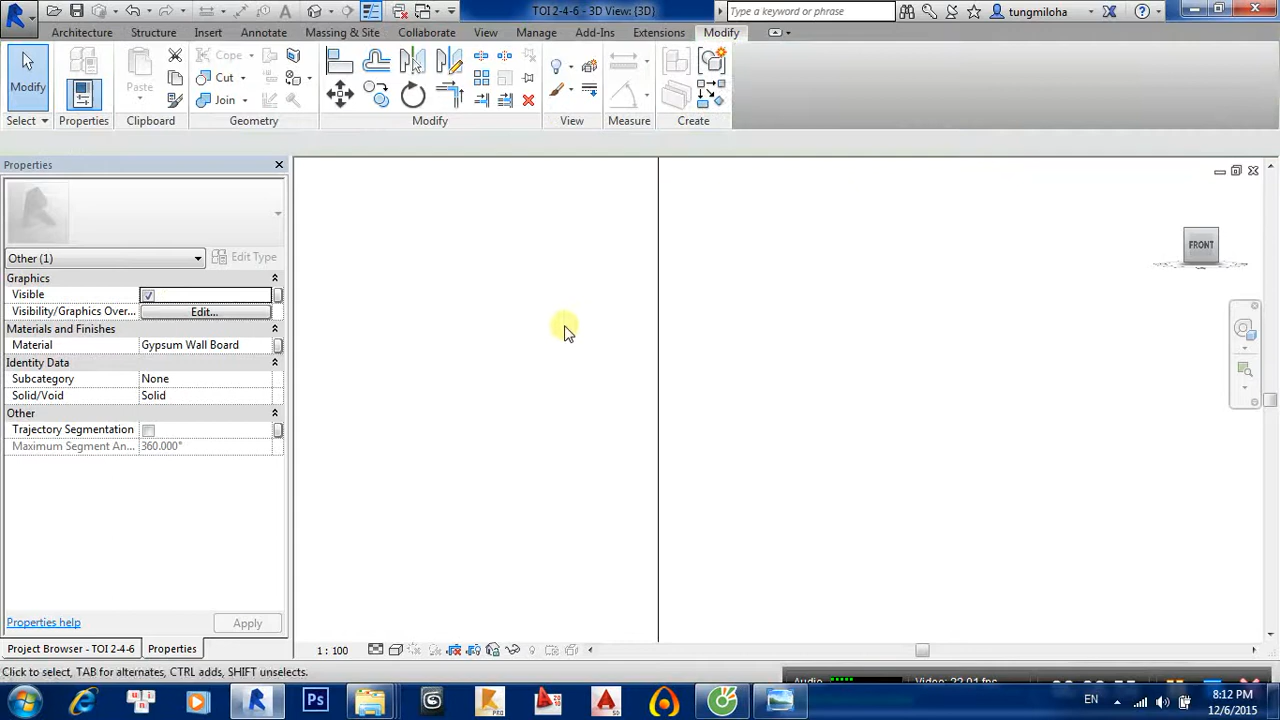 TOI 2-4-6 - 3D View: {3D}
Type a keyword or phrase
tungmiloha
Architecture Structure Insert Annotate Massing & Site Collaborate View Manage Add-Ins Extensions Modify
Modify
Paste
Cope
Cut
Join
Select Properties Clipboard Geometry Modify View Measure Create
Properties
Other (1) Edit Type
Graphics
Visible
Visibility/Graphics Over... Edit...
Materials and Finishes
Material Gypsum Wall Board
Identity Data
Subcategory None
Solid/Void Solid
Other
Trajectory Segmentation
Maximum Segment An... 360.000°
FRONT
Properties help Apply
Project Browser - TOI 2-4-6 Properties
1 : 100
Click to select, TAB for alternates, CTRL adds, SHIFT unselects.
Audio
EN
8:12 PM
12/6/2015